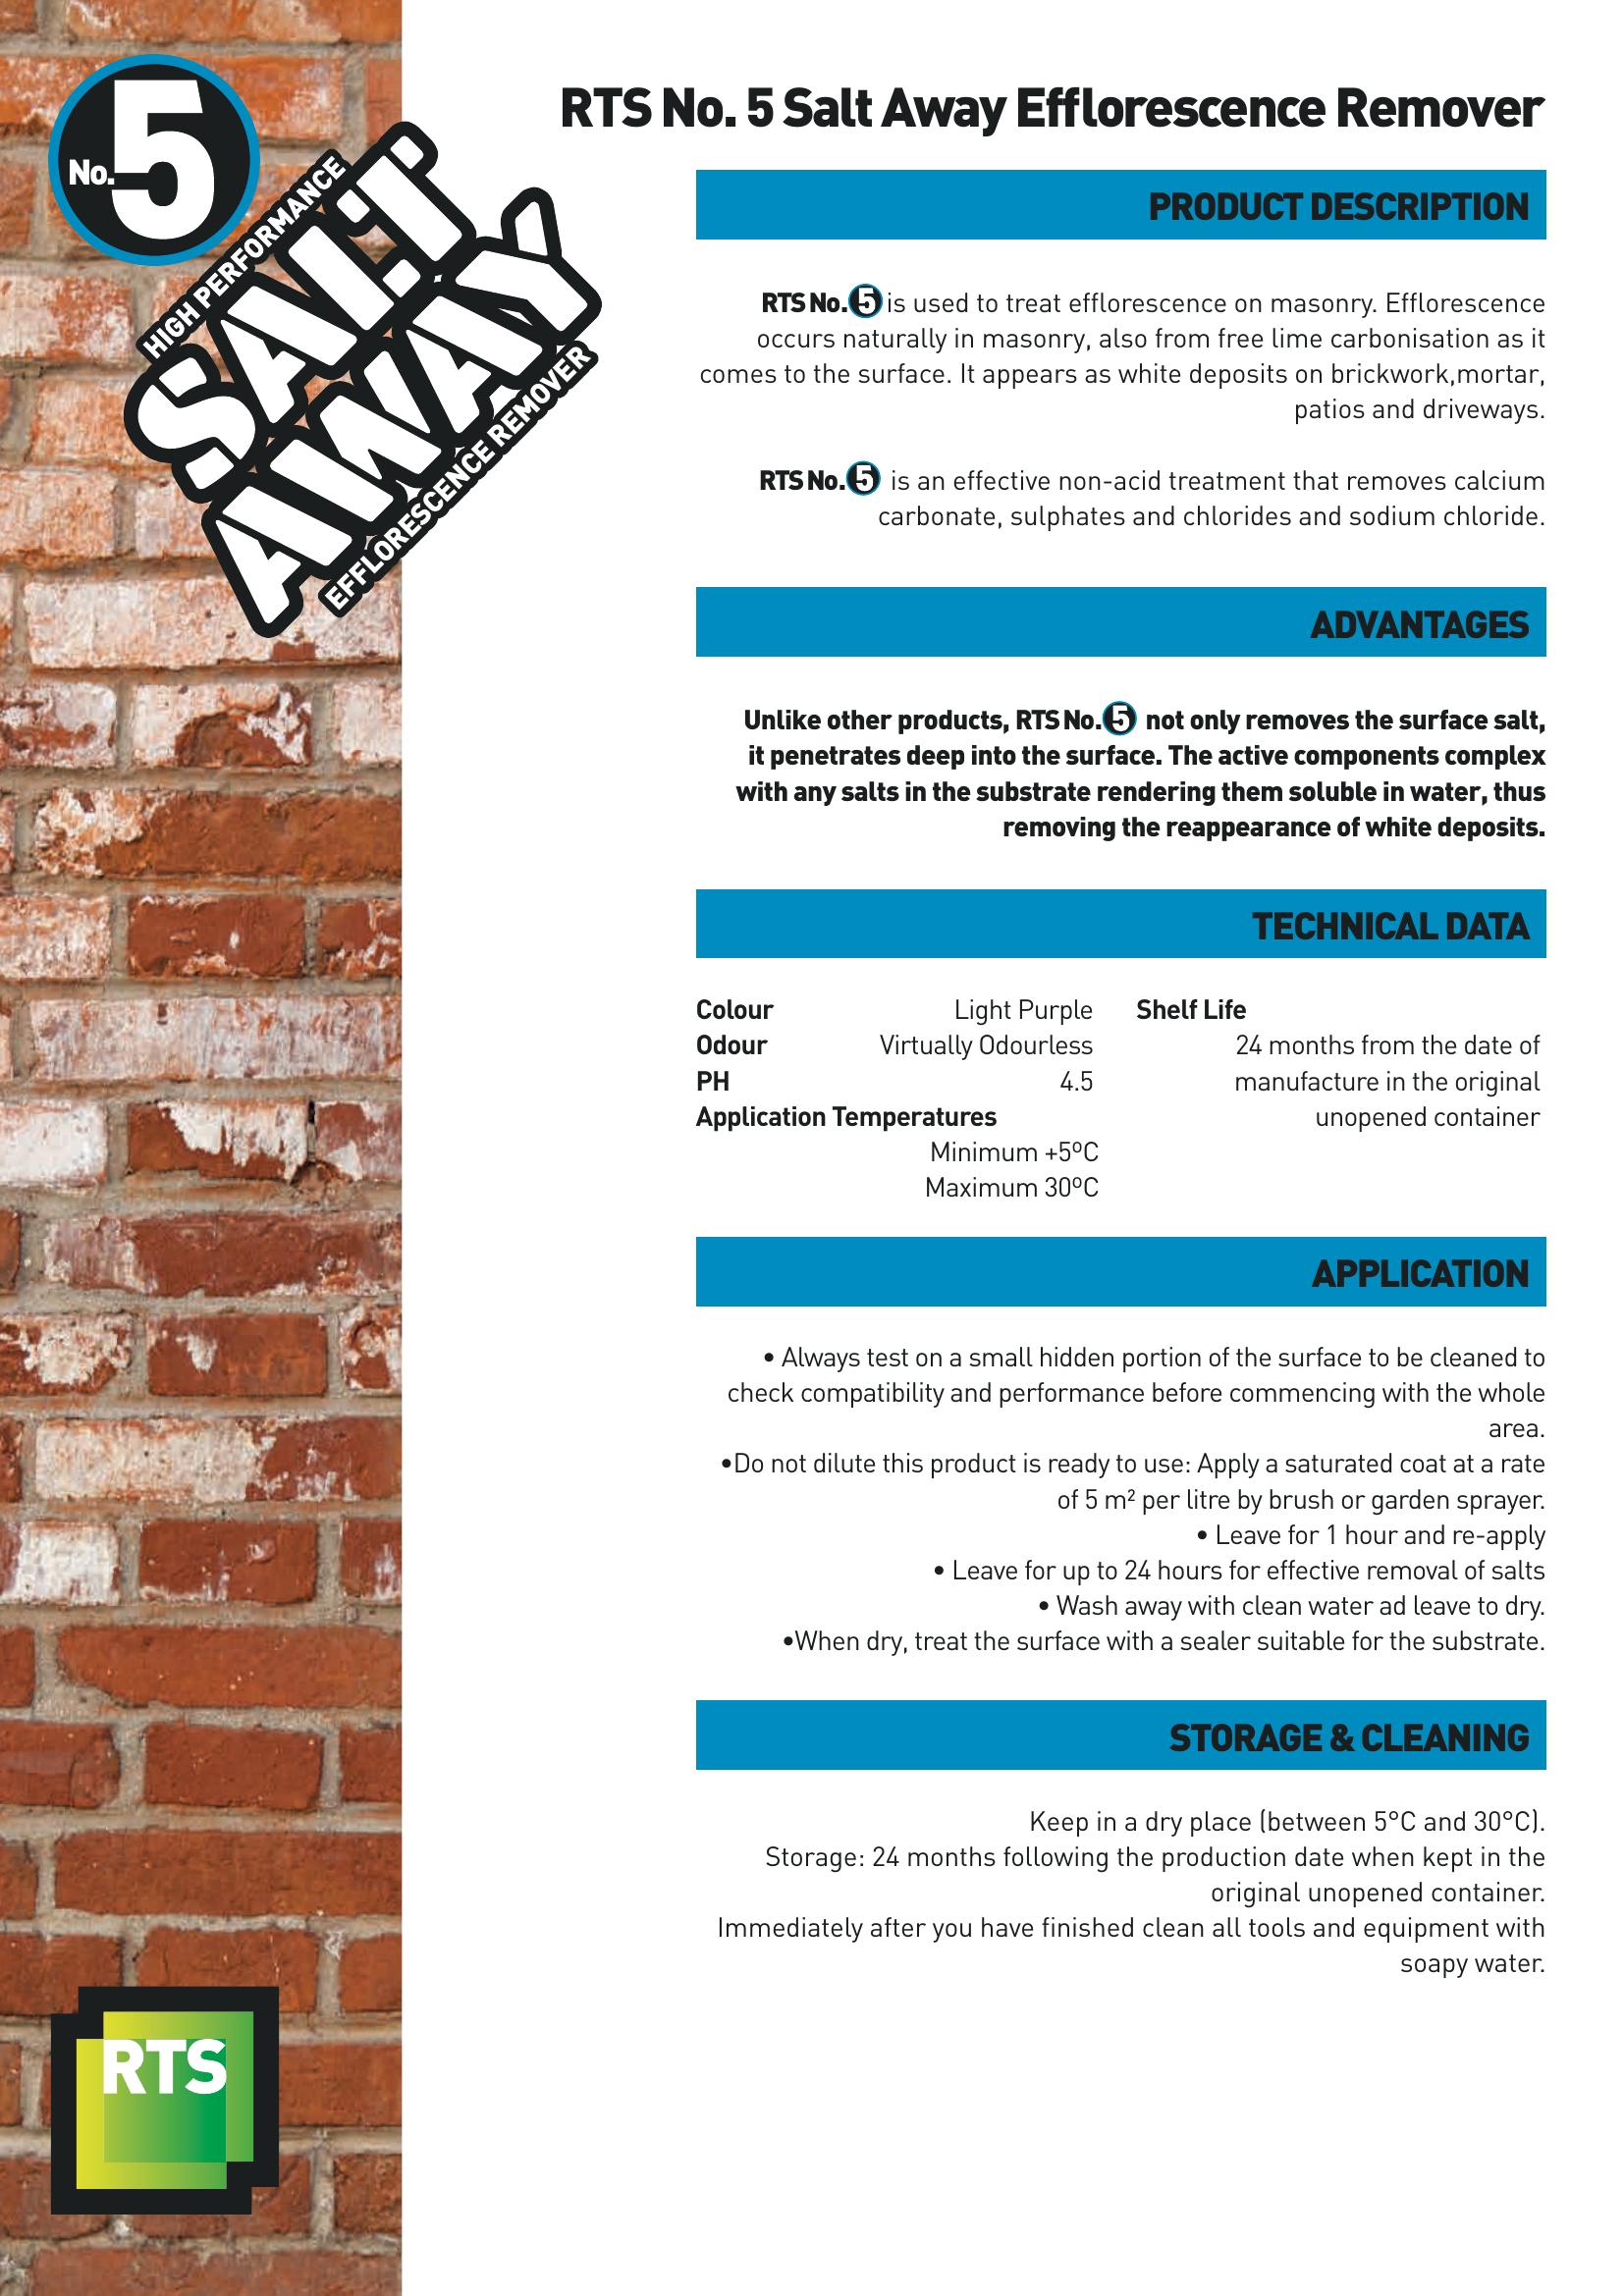 No.5
HIGH PERFORMANCE
SALT
AWAY
EFFLORESCENCE REMOVER
RTS No. 5 Salt Away Efflorescence Remover
PRODUCT DESCRIPTION
RTS No. 5 is used to treat efflorescence on masonry. Efflorescence
occurs naturally in masonry, also from free lime carbonisation as it
comes to the surface. It appears as white deposits on brickwork,mortar,
patios and driveways.
RTS No. 5 is an effective non-acid treatment that removes calcium
carbonate, sulphates and chlorides and sodium chloride.
ADVANTAGES
Unlike other products, RTS No. 5 not only removes the surface salt,
it penetrates deep into the surface. The active components complex
with any salts in the substrate rendering them soluble in water, thus
removing the reappearance of white deposits.
TECHNICAL DATA
Colour Light Purple
Odour Virtually Odourless
PH 4.5
Application Temperatures
Minimum +5ºC
Maximum 30ºC
Shelf Life
24 months from the date of
manufacture in the original
unopened container
APPLICATION
• Always test on a small hidden portion of the surface to be cleaned to
check compatibility and performance before commencing with the whole
area.
•Do not dilute this product is ready to use: Apply a saturated coat at a rate
of 5 m² per litre by brush or garden sprayer.
• Leave for 1 hour and re-apply
• Leave for up to 24 hours for effective removal of salts
• Wash away with clean water ad leave to dry.
•When dry, treat the surface with a sealer suitable for the substrate.
STORAGE & CLEANING
Keep in a dry place (between 5°C and 30°C).
Storage: 24 months following the production date when kept in the
original unopened container.
Immediately after you have finished clean all tools and equipment with
soapy water.
RTS